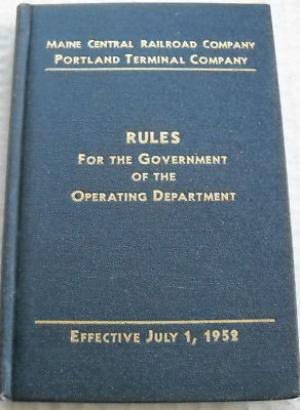 MAINE CENTRAL RAILROAD COMPANY
PORTLAND TERMINAL COMPANY
RULES
FOR THE GOVERNMENT
OF THE
OPERATING DEPARTMENT
EFFECTIVE JULY 1, 1952